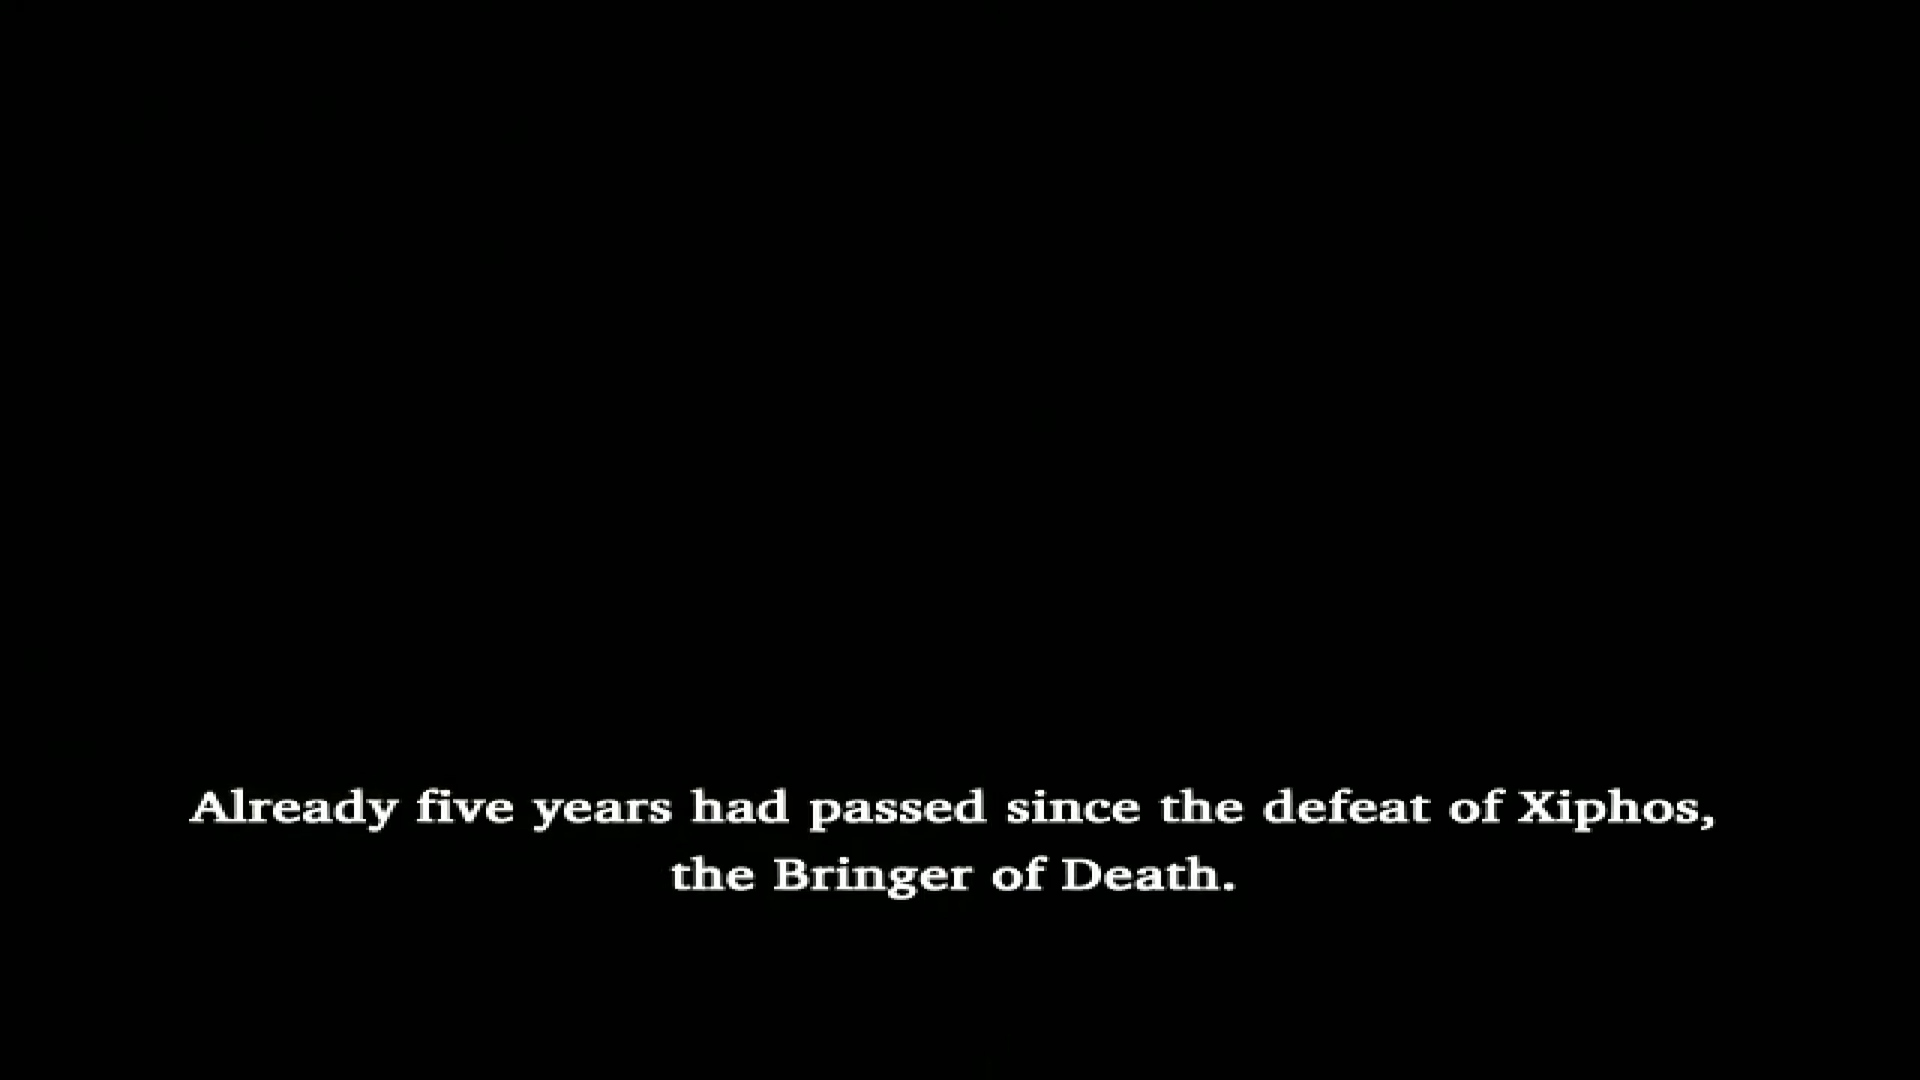 Already five years had passed since the defeat of Xiphos,
the Bringer of Death.